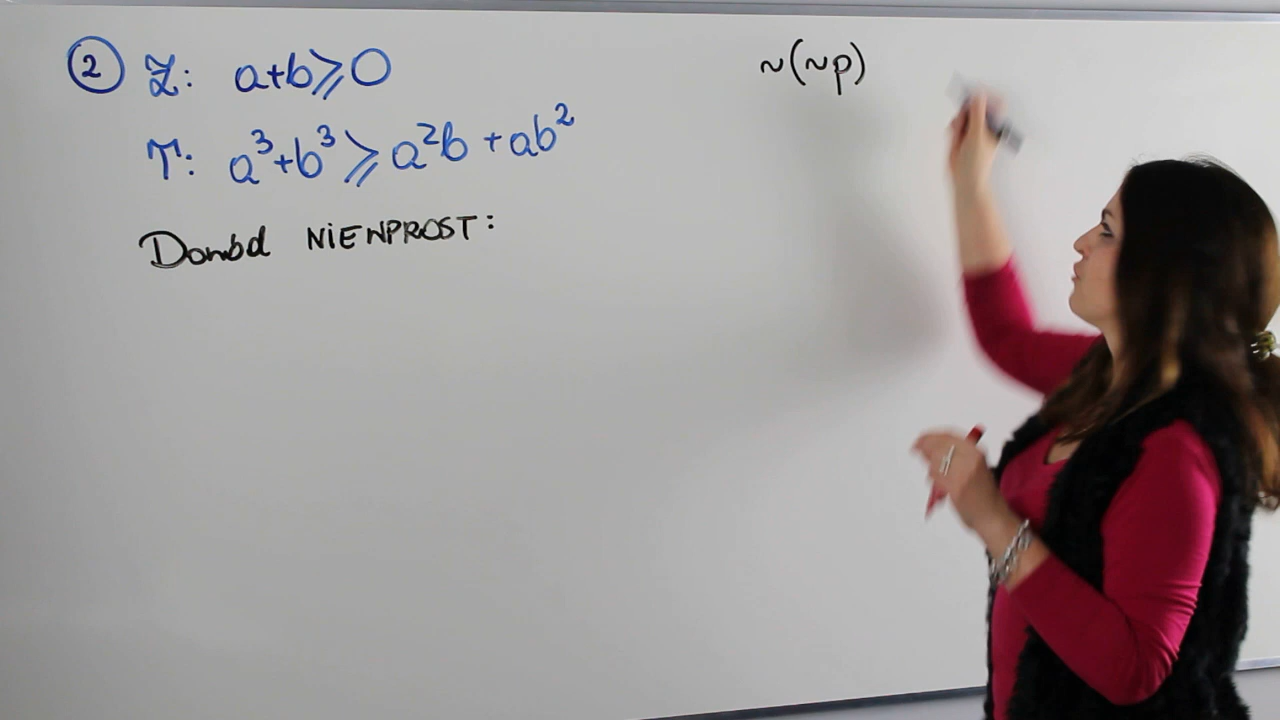 ② Z: a+b⩾0
T: a³+b³⩾a²b+ab²
Dowód NIEWPROST:
~(~p)